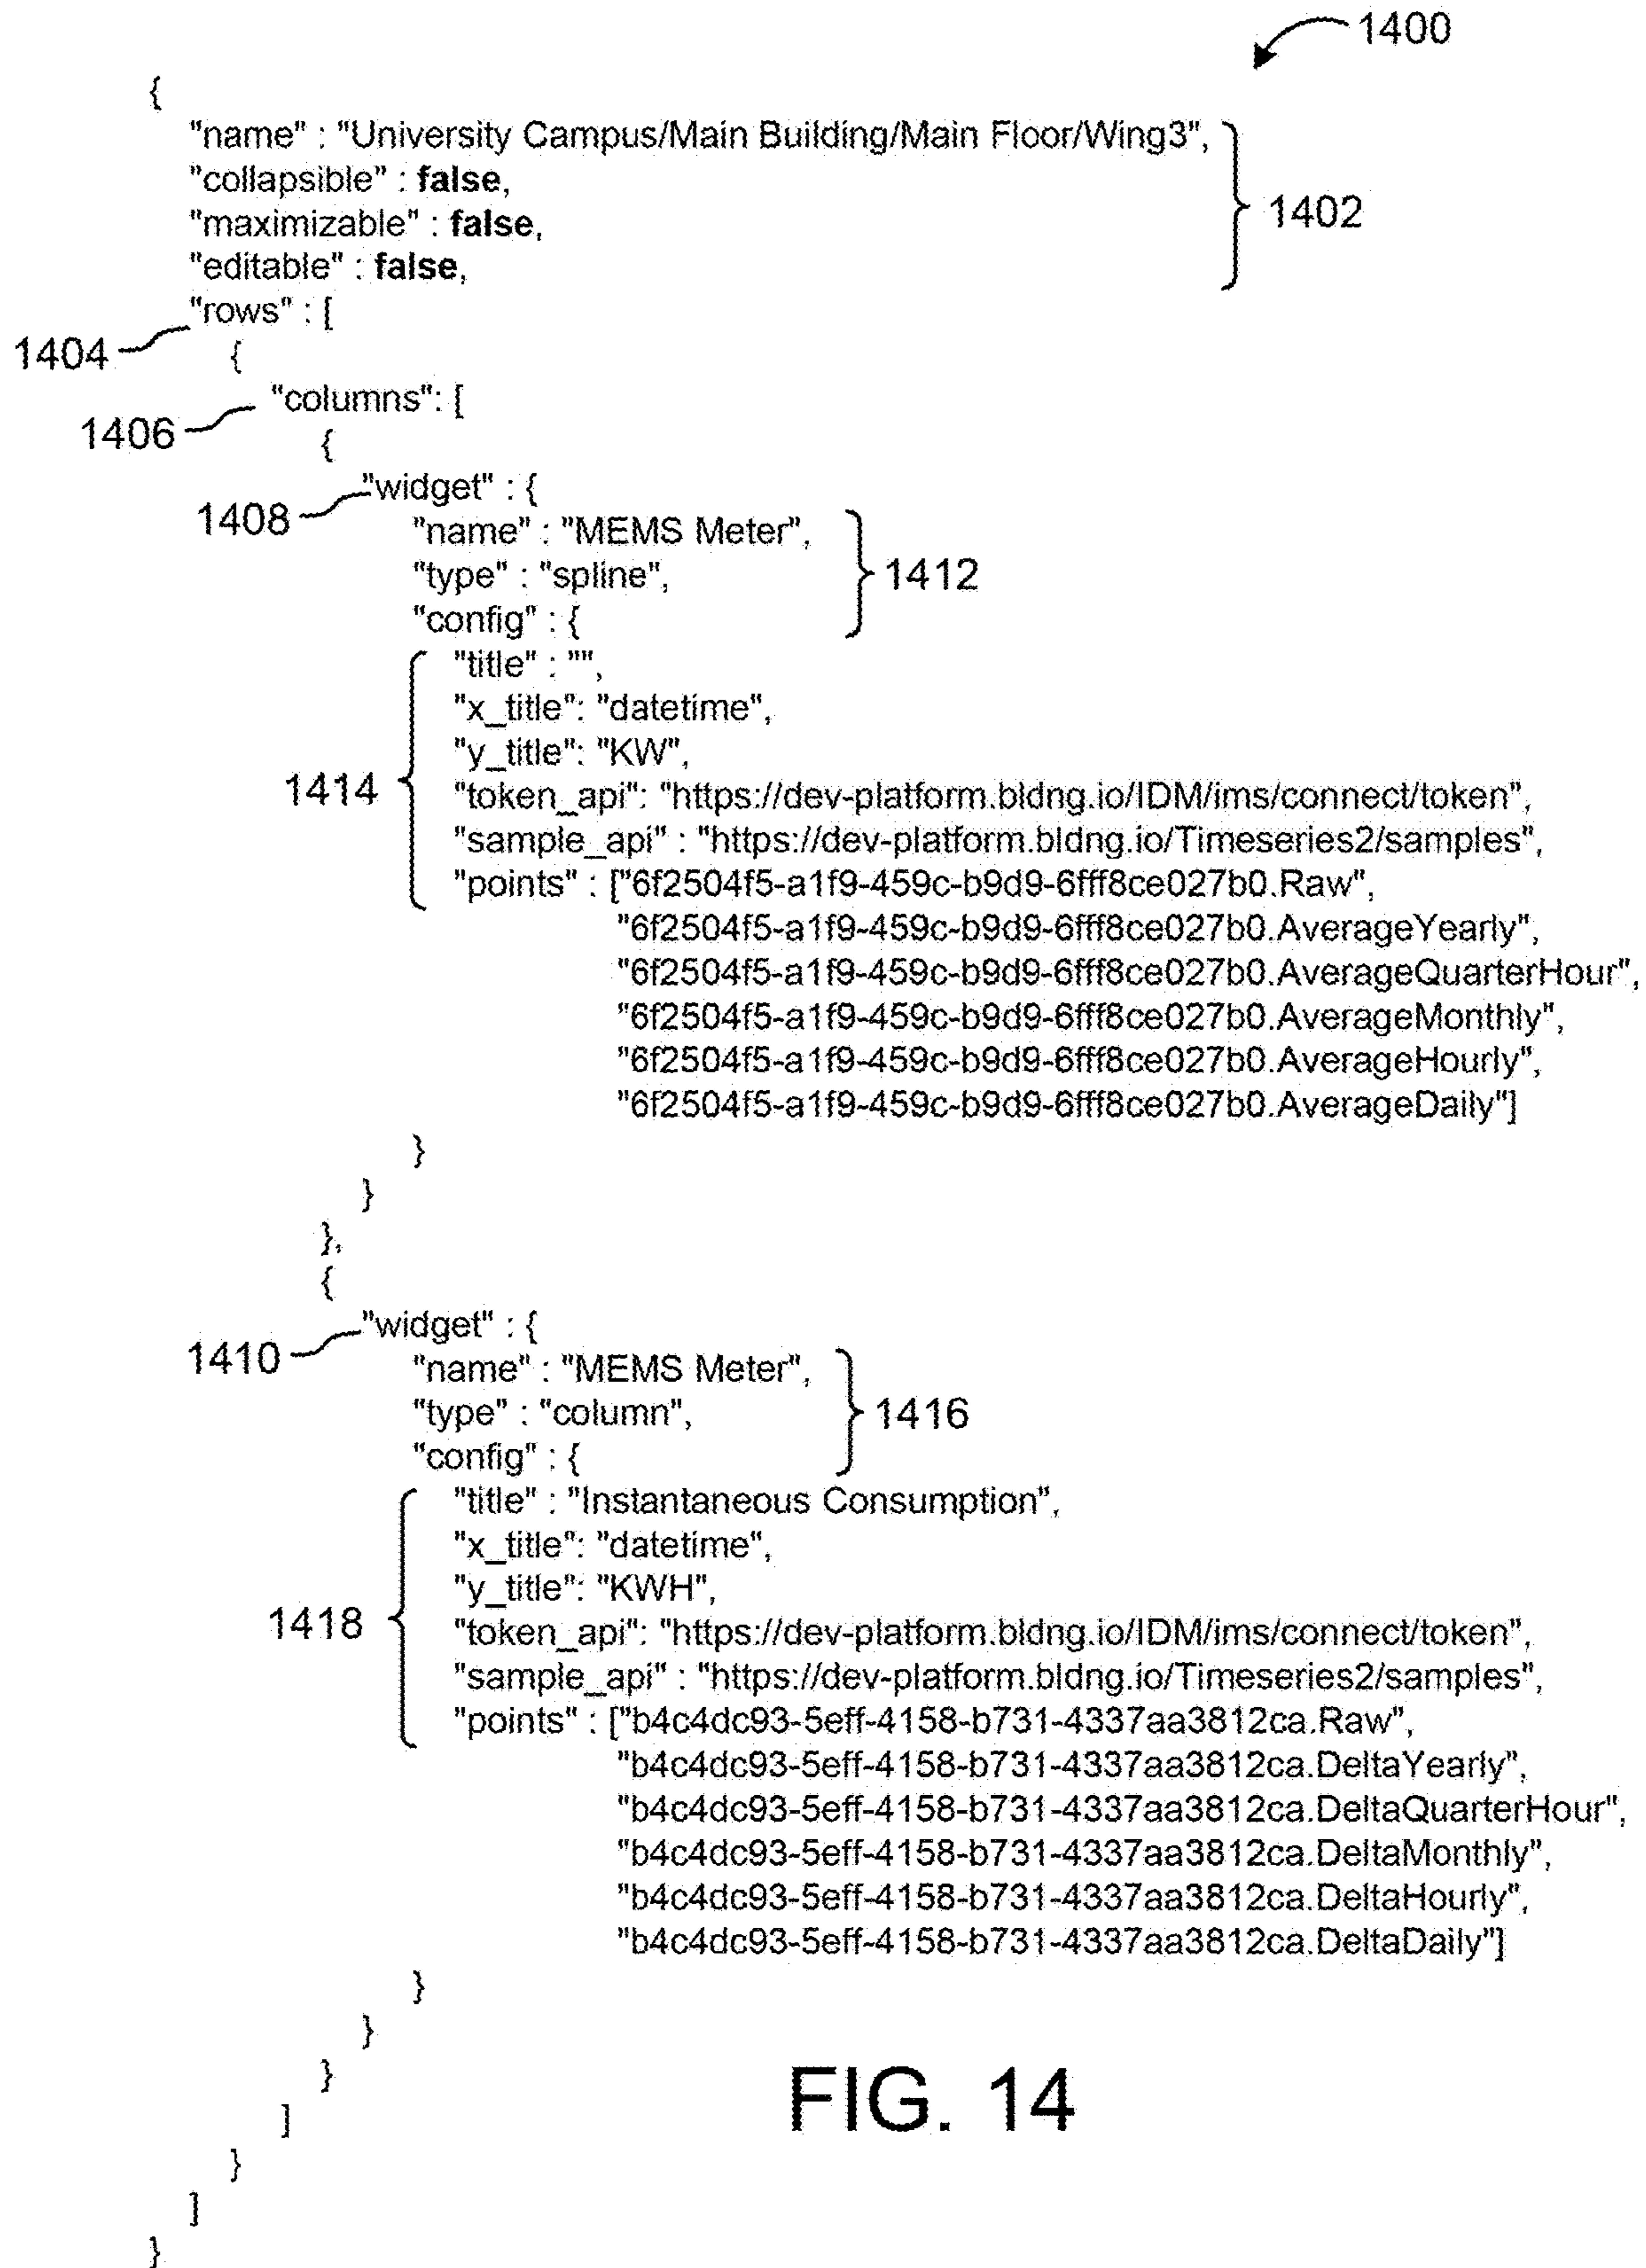 1400
{
"name" : "University Campus/Main Building/Main Floor/Wing3",
"collapsible" : false,
"maximizable" : false,
1402
"editable" : false,
"rows" : [
1404
{
"columns": [
1406
{
"widget" : {
1408
"name" : "MEMS Meter",
"type" : "spline",
1412
"config" : {
"title" : "",
"x_title": "datetime",
"y_title": "KW",
1414
"token_api": "https://dev-platform.bldng.io/IDM/ims/connect/token",
"sample_api" : "https://dev-platform.bldng.io/Timeseries2/samples",
"points" : ["6f2504f5-a1f9-459c-b9d9-6fff8ce027b0.Raw",
"6f2504f5-a1f9-459c-b9d9-6fff8ce027b0.AverageYearly",
"6f2504f5-a1f9-459c-b9d9-6fff8ce027b0.AverageQuarterHour",
"6f2504f5-a1f9-459c-b9d9-6fff8ce027b0.AverageMonthly",
"6f2504f5-a1f9-459c-b9d9-6fff8ce027b0.AverageHourly",
"6f2504f5-a1f9-459c-b9d9-6fff8ce027b0.AverageDaily"]
}
}
},
{
"widget" : {
1410
"name" : "MEMS Meter",
"type" : "column",
1416
"config" : {
"title" : "Instantaneous Consumption",
"x_title": "datetime",
"y_title": "KWH",
1418
"token_api": "https://dev-platform.bldng.io/IDM/ims/connect/token",
"sample_api" : "https://dev-platform.bldng.io/Timeseries2/samples",
"points" : ["b4c4dc93-5eff-4158-b731-4337aa3812ca.Raw",
"b4c4dc93-5eff-4158-b731-4337aa3812ca.DeltaYearly",
"b4c4dc93-5eff-4158-b731-4337aa3812ca.DeltaQuarterHour",
"b4c4dc93-5eff-4158-b731-4337aa3812ca.DeltaMonthly",
"b4c4dc93-5eff-4158-b731-4337aa3812ca.DeltaHourly",
"b4c4dc93-5eff-4158-b731-4337aa3812ca.DeltaDaily"]
}
}
}
]
}
]
}
FIG. 14